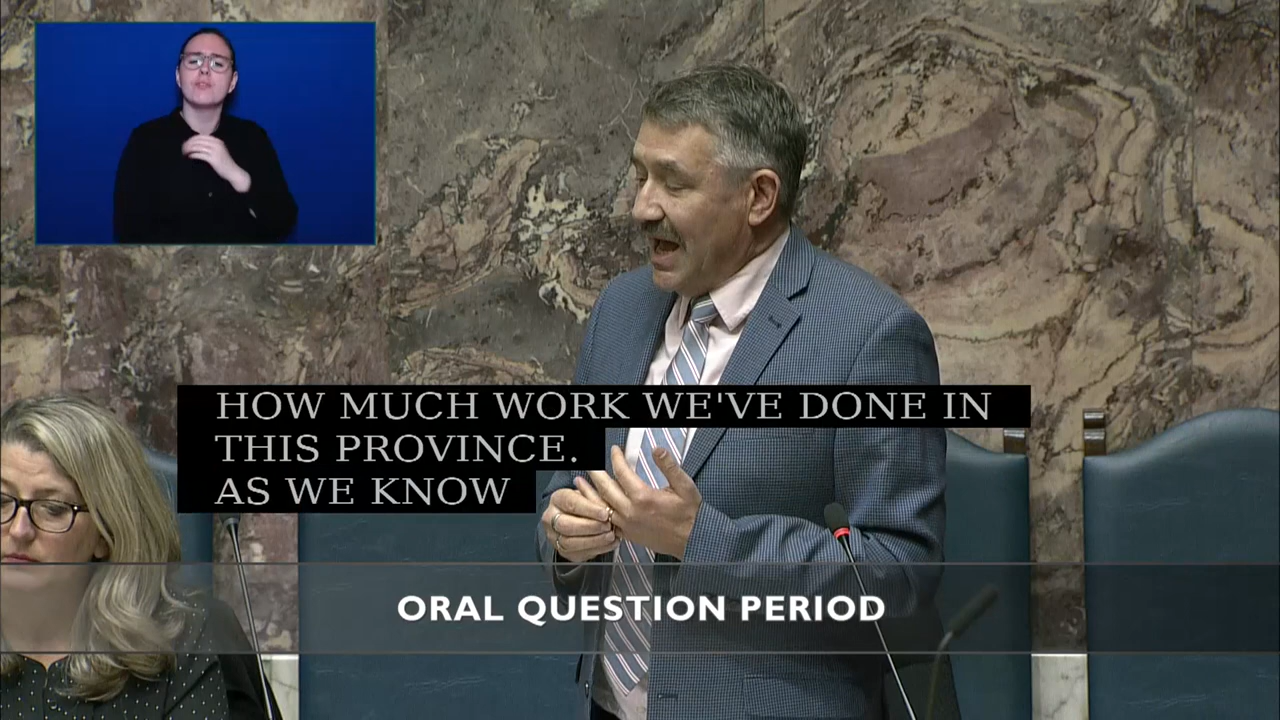 HOW MUCH WORK WE'VE DONE IN
THIS PROVINCE.
AS WE KNOW
ORAL QUESTION PERIOD